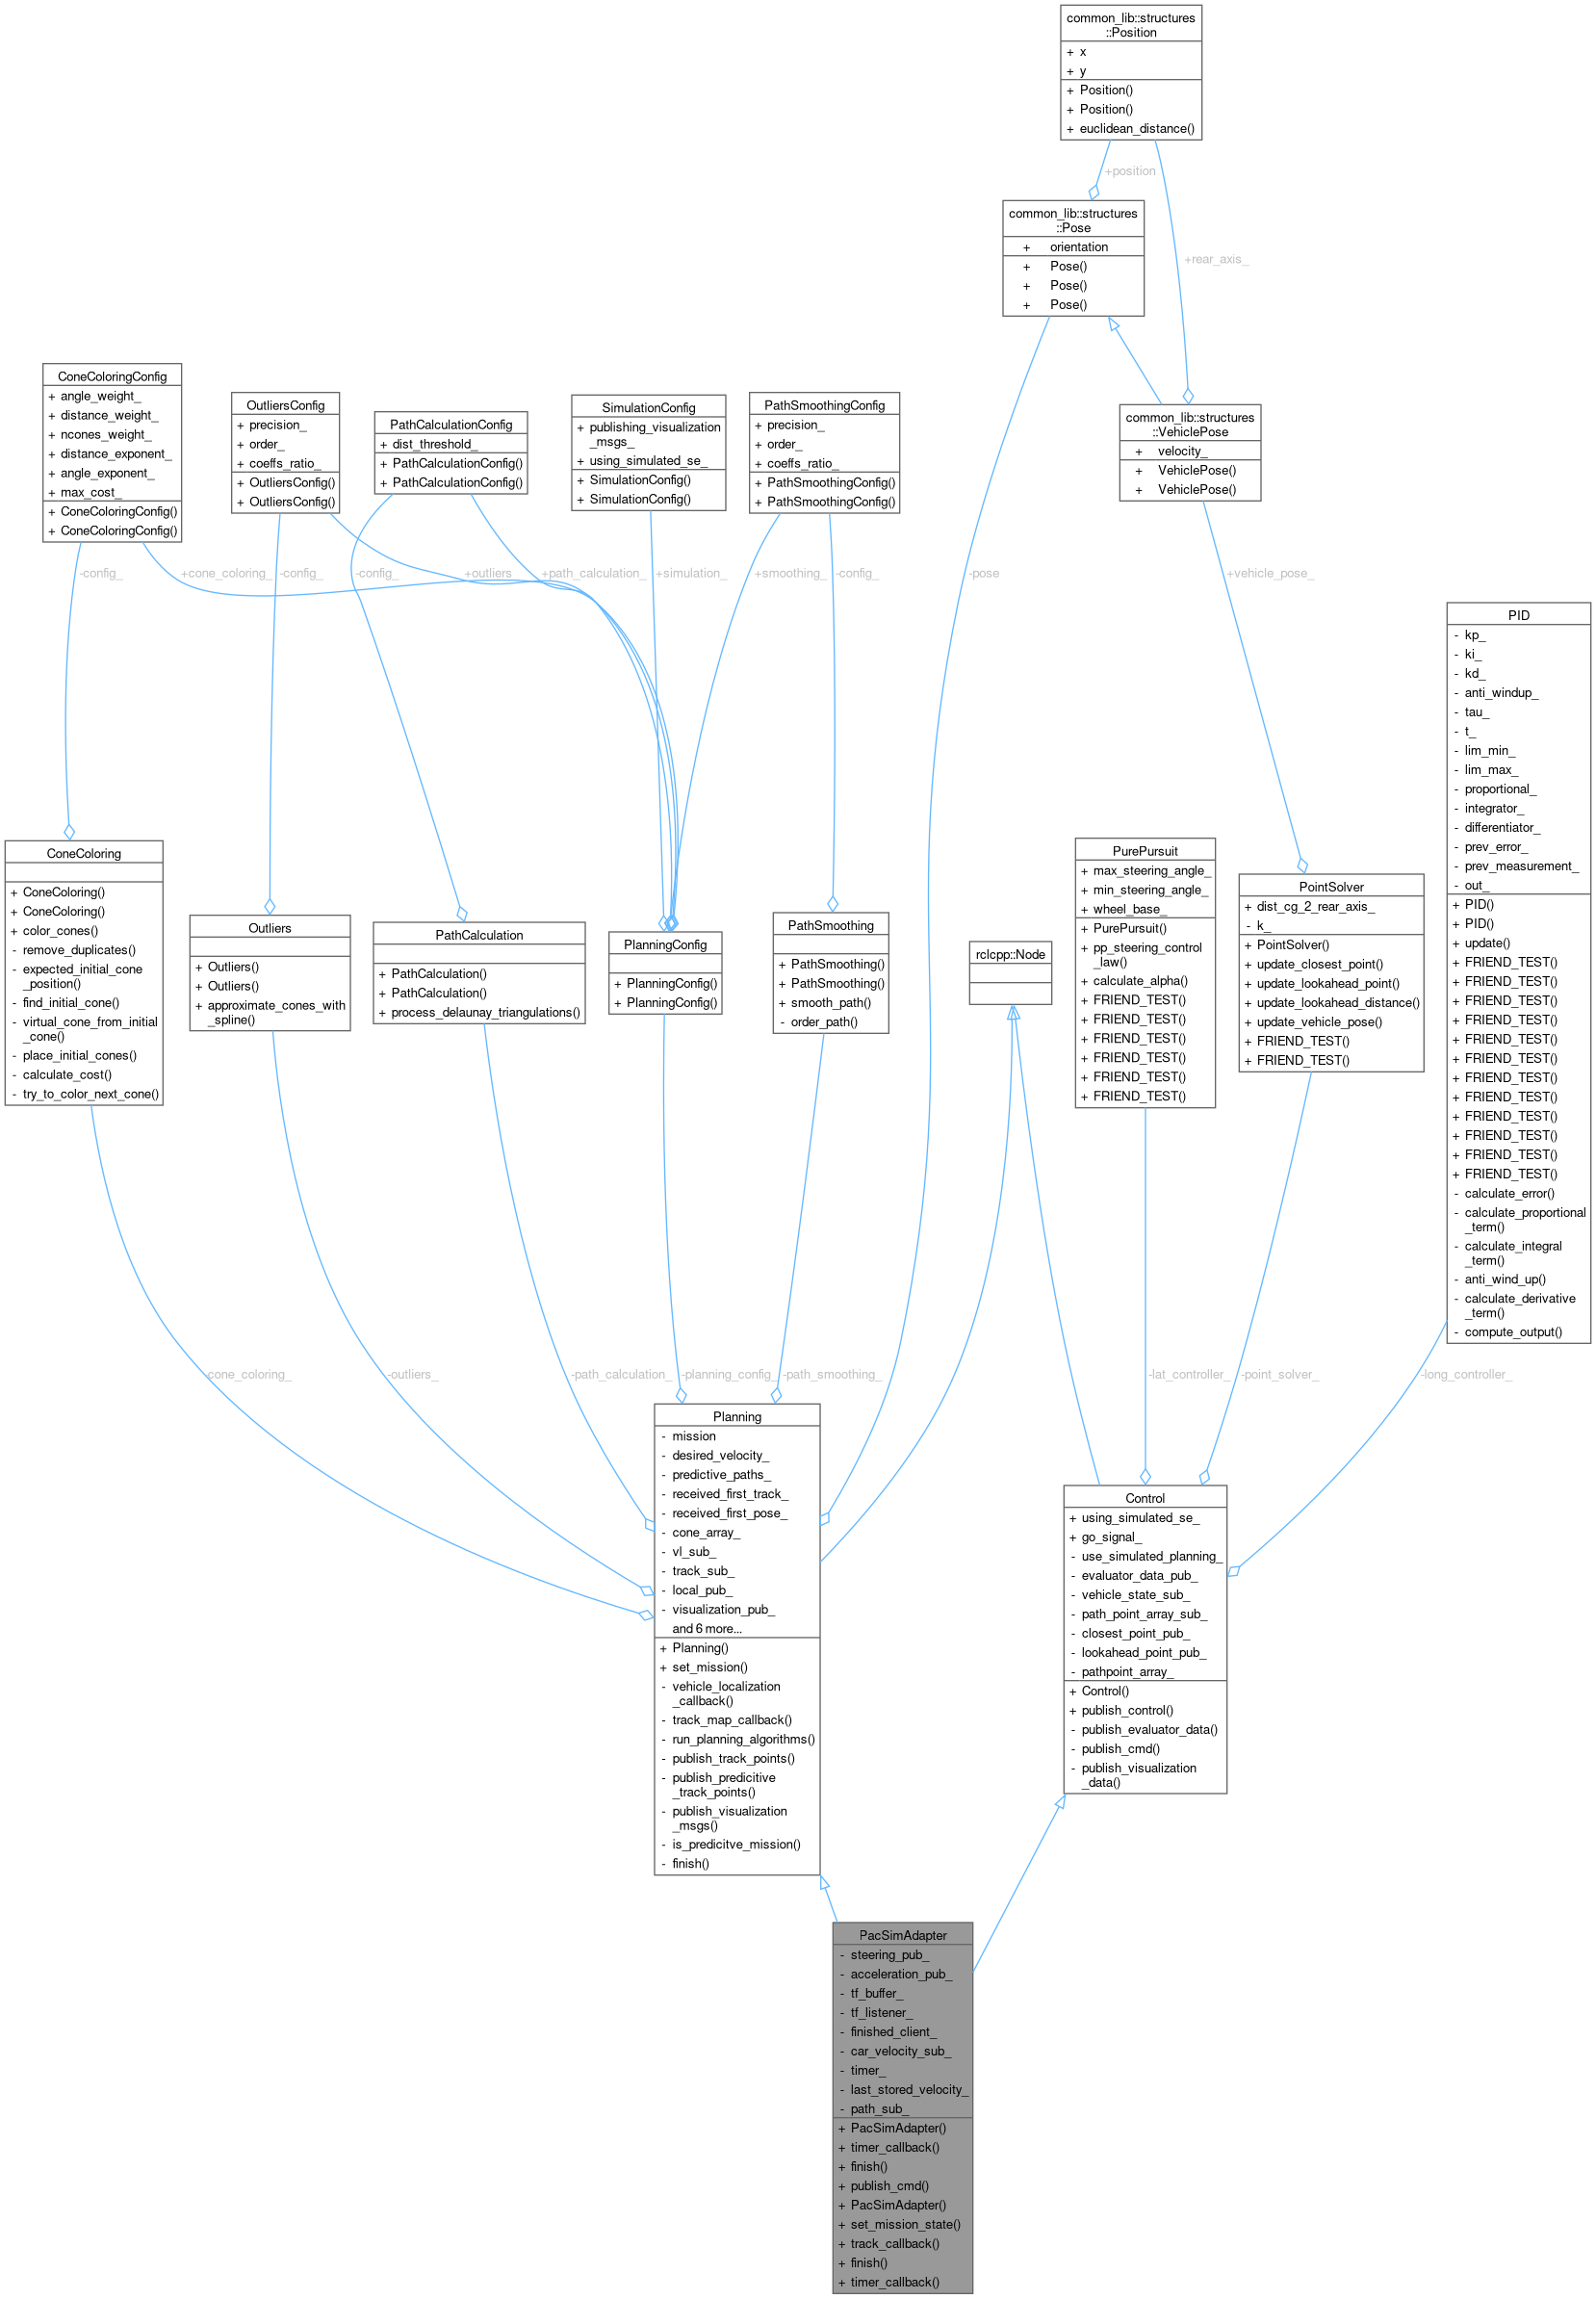 common_lib::structures
::Position
+ x
+ y
+ Position()
+ Position()
+ euclidean_distance()
+position
+rear_axis_
common_lib::structures
::Pose
+ orientation
+ Pose()
+ Pose()
+ Pose()
common_lib::structures
::VehiclePose
+ velocity_
+ VehiclePose()
+ VehiclePose()
ConeColoringConfig
+ angle_weight_
+ distance_weight_
+ ncones_weight_
+ distance_exponent_
+ angle_exponent_
+ max_cost_
+ ConeColoringConfig()
+ ConeColoringConfig()
OutliersConfig
+ precision_
+ order_
+ coeffs_ratio_
+ OutliersConfig()
+ OutliersConfig()
PathCalculationConfig
+ dist_threshold_
+ PathCalculationConfig()
+ PathCalculationConfig()
SimulationConfig
+ publishing_visualization
_msgs_
+ using_simulated_se_
+ SimulationConfig()
+ SimulationConfig()
PathSmoothingConfig
+ precision_
+ order_
+ coeffs_ratio_
+ PathSmoothingConfig()
+ PathSmoothingConfig()
-config_
+cone_coloring_
-config_
-config_
+outliers
+path_calculation_
+simulation_
+smoothing_
-config_
-pose
+vehicle_pose_
PID
- kp_
- ki_
- kd_
- anti_windup_
- tau_
- t_
- lim_min_
- lim_max_
- proportional_
- integrator_
- differentiator_
- prev_error_
- prev_measurement_
- out_
+ PID()
+ PID()
+ update()
+ FRIEND_TEST()
+ FRIEND_TEST()
+ FRIEND_TEST()
+ FRIEND_TEST()
+ FRIEND_TEST()
+ FRIEND_TEST()
+ FRIEND_TEST()
+ FRIEND_TEST()
+ FRIEND_TEST()
+ FRIEND_TEST()
+ FRIEND_TEST()
+ FRIEND_TEST()
- calculate_error()
- calculate_proportional
_term()
- calculate_integral
_term()
- anti_wind_up()
- calculate_derivative
_term()
- compute_output()
ConeColoring
+ ConeColoring()
+ ConeColoring()
+ color_cones()
- remove_duplicates()
- expected_initial_cone
_position()
- find_initial_cone()
- virtual_cone_from_initial
_cone()
- place_initial_cones()
- calculate_cost()
- try_to_color_next_cone()
Outliers
+ Outliers()
+ Outliers()
+ approximate_cones_with
_spline()
PathCalculation
+ PathCalculation()
+ PathCalculation()
+ process_delaunay_triangulations()
PlanningConfig
+ PlanningConfig()
+ PlanningConfig()
PathSmoothing
+ PathSmoothing()
+ PathSmoothing()
+ smooth_path()
- order_path()
rclcpp::Node
PurePursuit
+ max_steering_angle_
+ min_steering_angle_
+ wheel_base_
+ PurePursuit()
+ pp_steering_control
_law()
+ calculate_alpha()
+ FRIEND_TEST()
+ FRIEND_TEST()
+ FRIEND_TEST()
+ FRIEND_TEST()
+ FRIEND_TEST()
+ FRIEND_TEST()
PointSolver
+ dist_cg_2_rear_axis_
- k_
+ PointSolver()
+ update_closest_point()
+ update_lookahead_point()
+ update_lookahead_distance()
+ update_vehicle_pose()
+ FRIEND_TEST()
+ FRIEND_TEST()
-cone_coloring_
-outliers_
-path_calculation_
-planning_config_
-path_smoothing_
-lat_controller_
-point_solver_
-long_controller_
Planning
- mission
- desired_velocity_
- predictive_paths_
- received_first_track_
- received_first_pose_
- cone_array_
- vl_sub_
- track_sub_
- local_pub_
- visualization_pub_
and 6 more...
+ Planning()
+ set_mission()
- vehicle_localization
_callback()
- track_map_callback()
- run_planning_algorithms()
- publish_track_points()
- publish_predicitive
_track_points()
- publish_visualization
_msgs()
- is_predicitve_mission()
- finish()
Control
+ using_simulated_se_
+ go_signal_
- use_simulated_planning_
- evaluator_data_pub_
- vehicle_state_sub_
- path_point_array_sub_
- closest_point_pub_
- lookahead_point_pub_
- pathpoint_array_
+ Control()
+ publish_control()
- publish_evaluator_data()
- publish_cmd()
- publish_visualization
_data()
PacSimAdapter
- steering_pub_
- acceleration_pub_
- tf_buffer_
- tf_listener_
- finished_client_
- car_velocity_sub_
- timer_
- last_stored_velocity_
- path_sub_
+ PacSimAdapter()
+ timer_callback()
+ finish()
+ publish_cmd()
+ PacSimAdapter()
+ set_mission_state()
+ track_callback()
+ finish()
+ timer_callback()